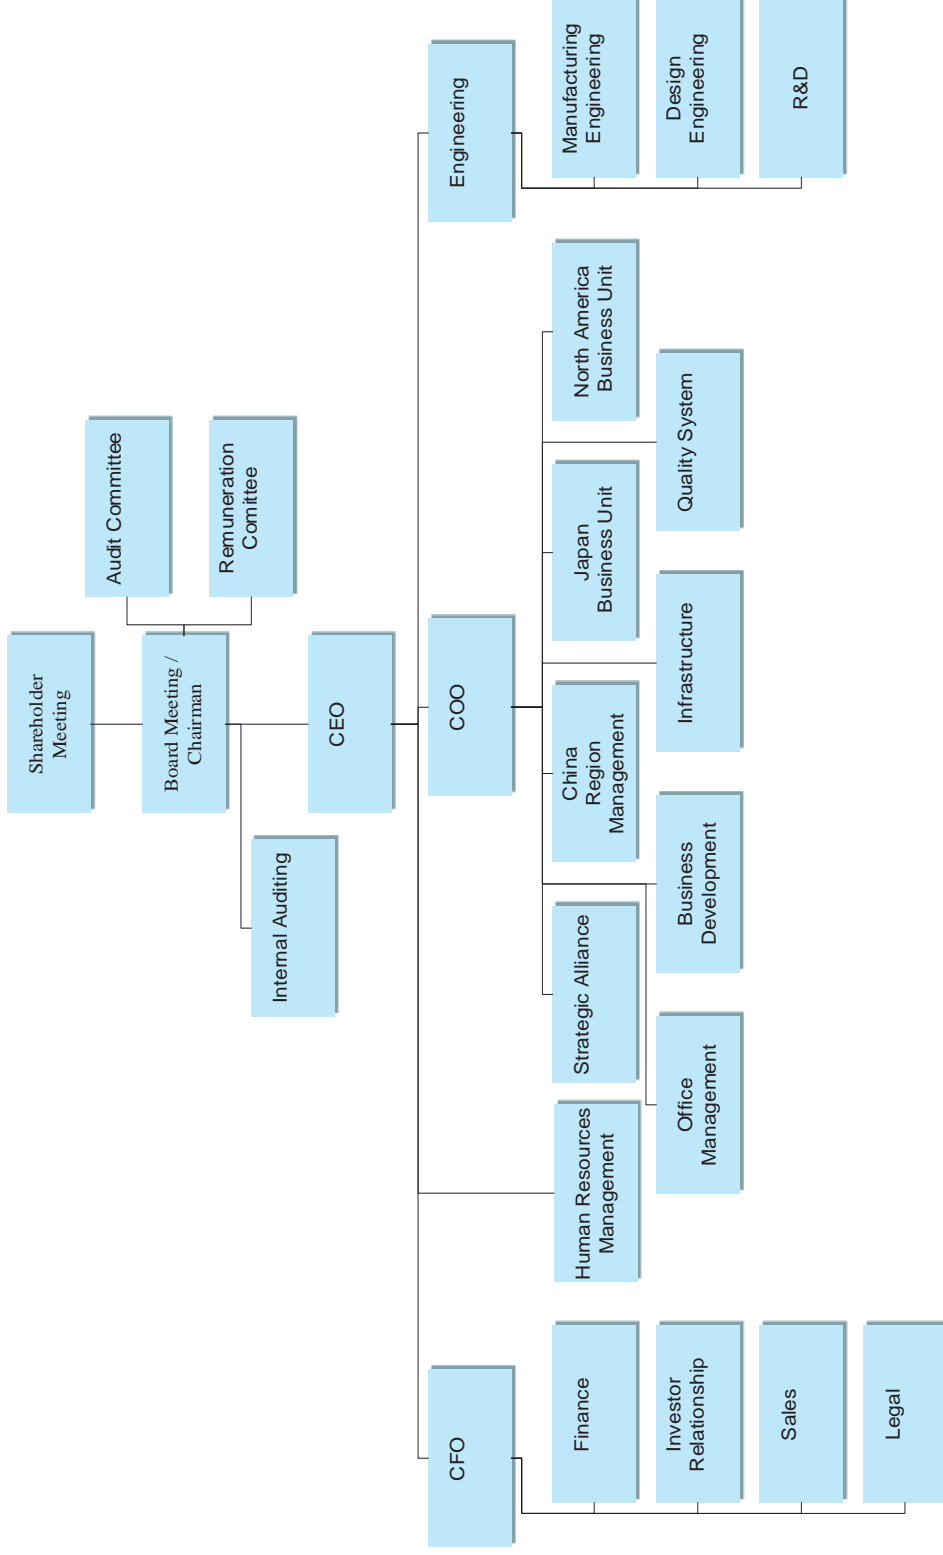 Shareholder
Meeting
Board Meeting /
Chairman
Audit Committee
Remuneration
Comittee
Internal Auditing
CEO
CFO
COO
Engineering
Human Resources
Management
Finance
Investor
Relationship
Sales
Legal
Strategic Alliance
China
Region
Management
Japan
Business Unit
North America
Business Unit
Office
Management
Business
Development
Infrastructure
Quality System
Manufacturing
Engineering
Design
Engineering
R&D